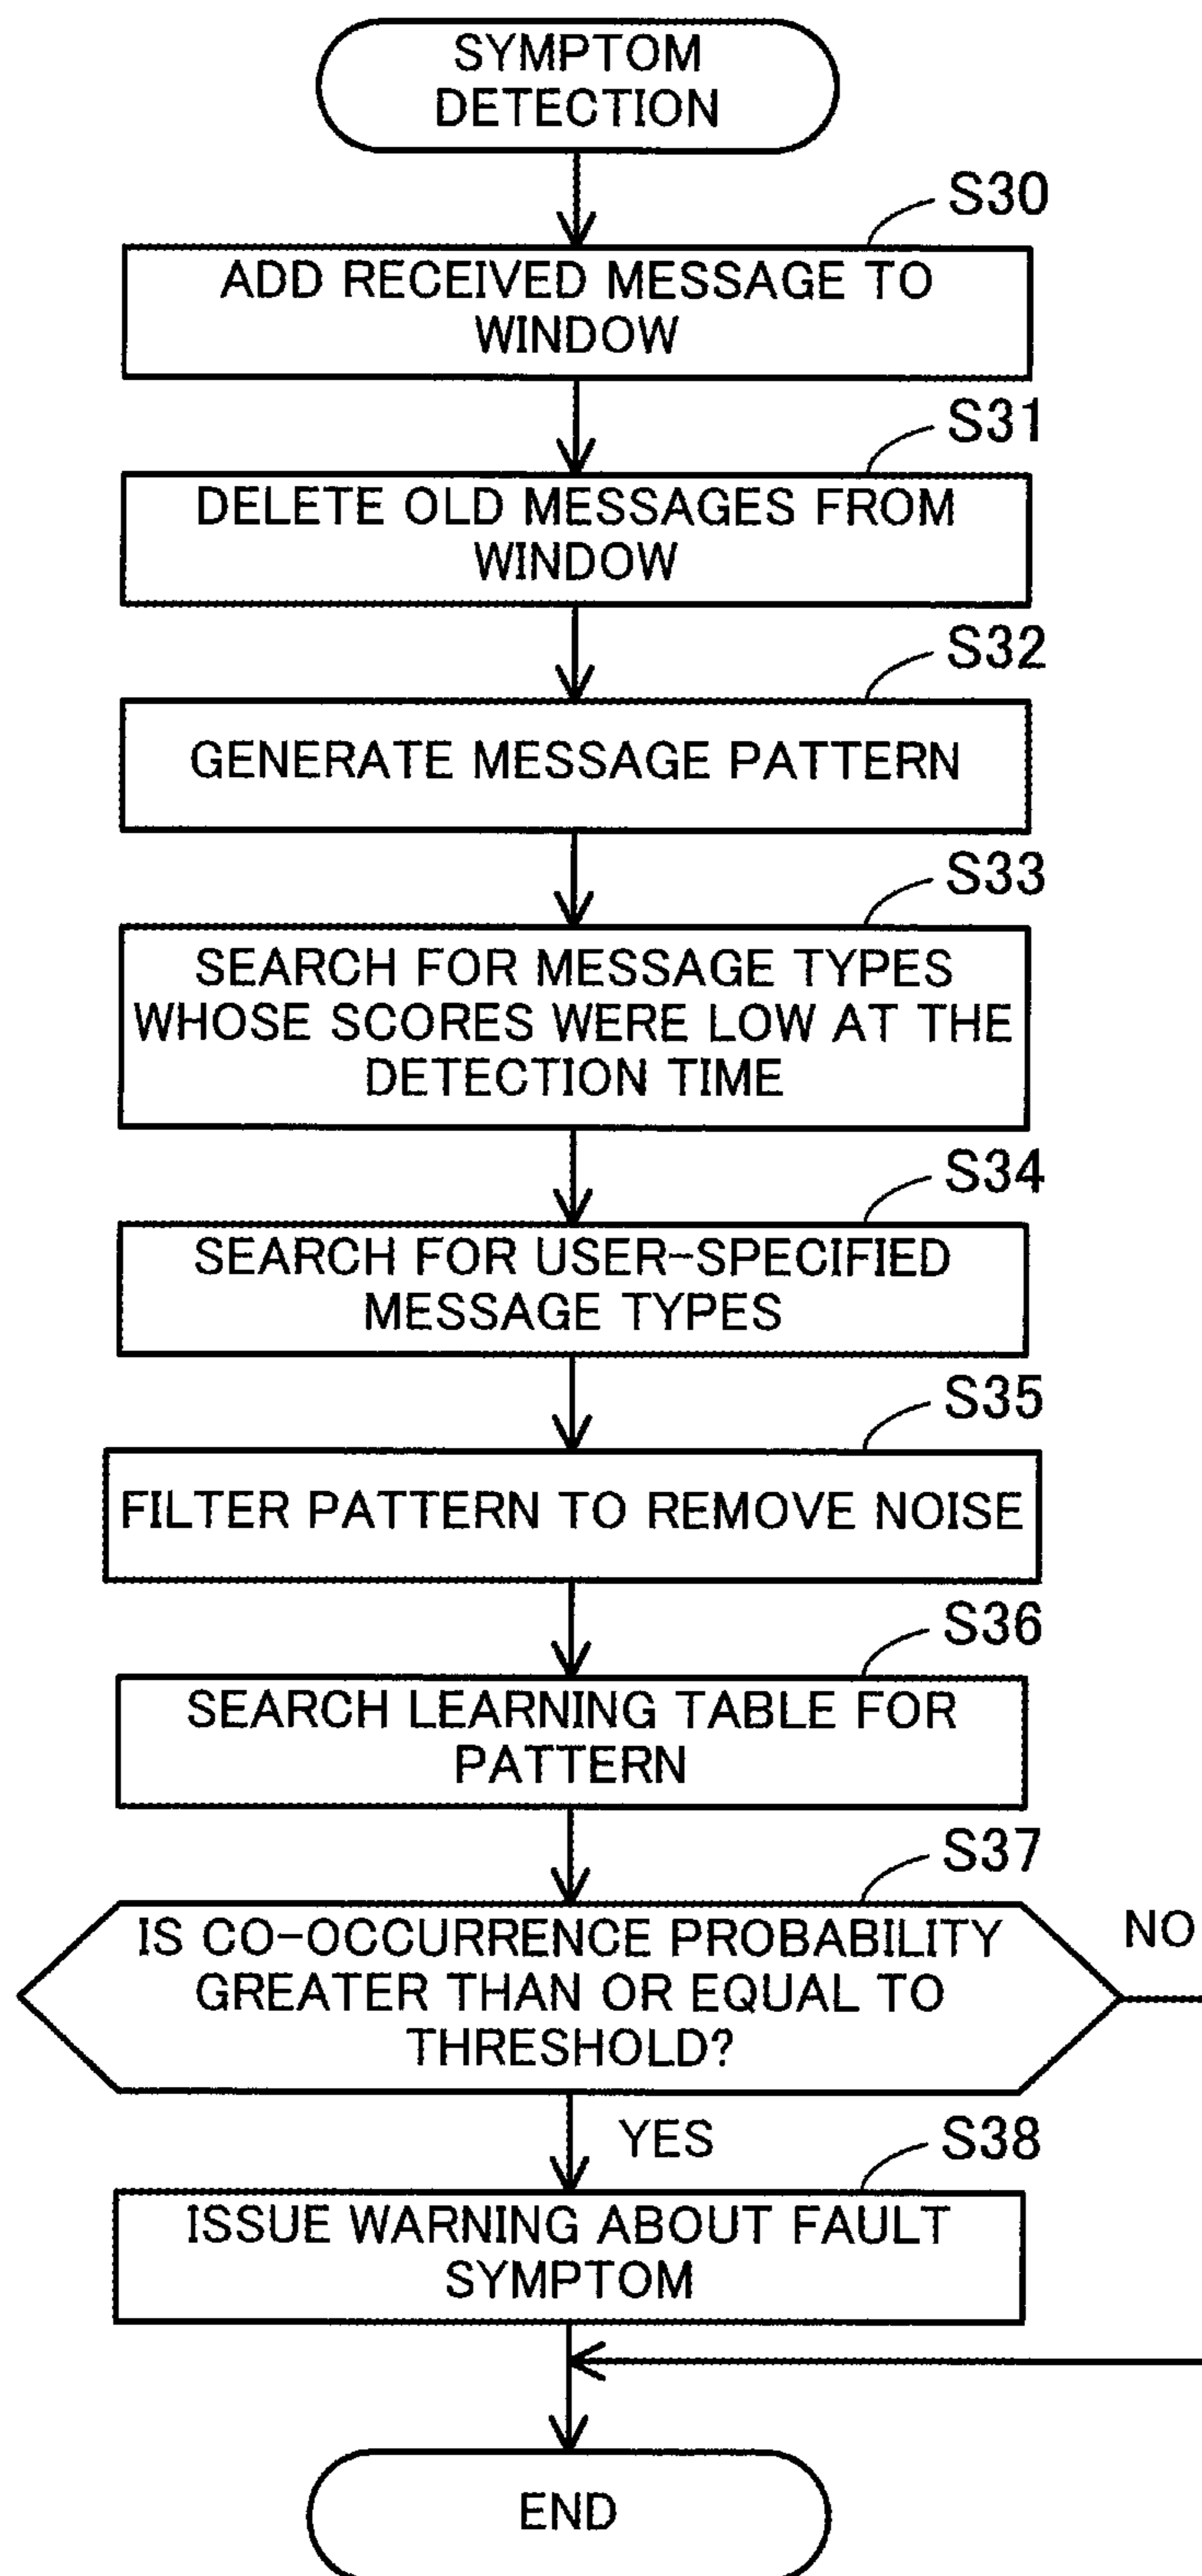 SYMPTOM
DETECTION
S30
ADD RECEIVED MESSAGE TO
WINDOW
S31
DELETE OLD MESSAGES FROM
WINDOW
S32
GENERATE MESSAGE PATTERN
S33
SEARCH FOR MESSAGE TYPES
WHOSE SCORES WERE LOW AT THE
DETECTION TIME
S34
SEARCH FOR USER-SPECIFIED
MESSAGE TYPES
S35
FILTER PATTERN TO REMOVE NOISE
S36
SEARCH LEARNING TABLE FOR
PATTERN
S37
IS CO-OCCURRENCE PROBABILITY
GREATER THAN OR EQUAL TO
THRESHOLD?
NO
YES
S38
ISSUE WARNING ABOUT FAULT
SYMPTOM
END